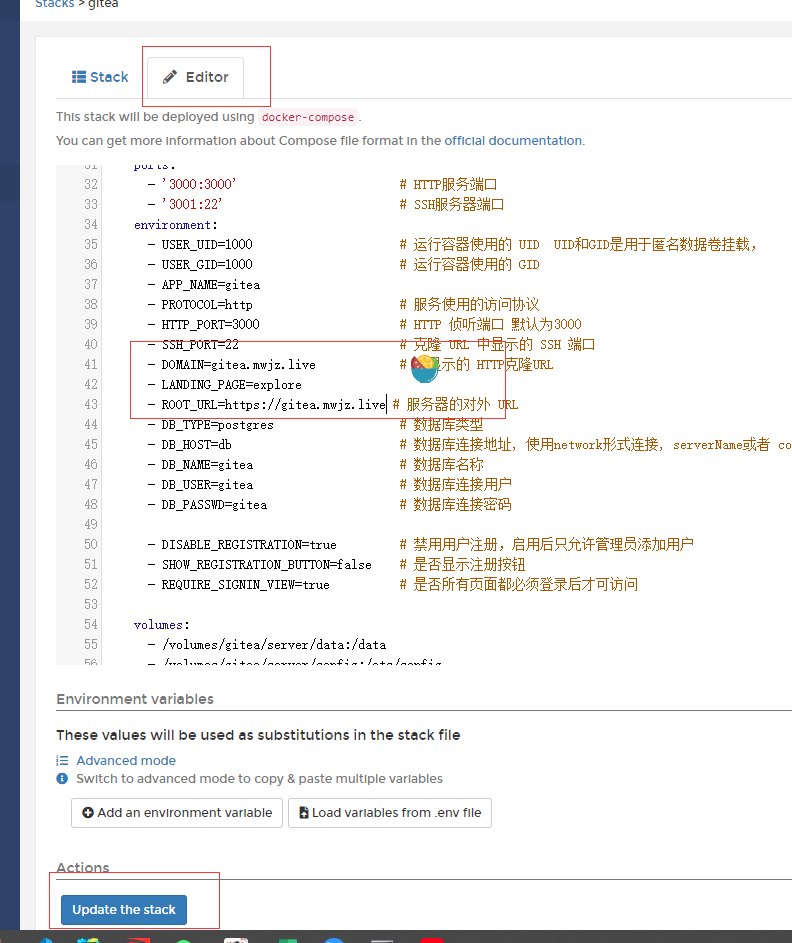 Stacks > gitea
Stack
Editor
This stack will be deployed using docker-compose .
You can get more information about Compose file format in the official documentation.
31 ports:
32 - '3000:3000' # HTTP服务端口
33 - '3001:22' # SSH服务器端口
34 environment:
35 - USER_UID=1000 # 运行容器使用的 UID UID和GID是用于匿名数据卷挂载,
36 - USER_GID=1000 # 运行容器使用的 GID
37 - APP_NAME=gitea
38 - PROTOCOL=http # 服务使用的访问协议
39 - HTTP_PORT=3000 # HTTP 侦听端口 默认为3000
40 - SSH_PORT=22 # 克隆 URL 中显示的 SSH 端口
41 - DOMAIN=gitea.mwjz.live # 示的 HTTP克隆URL
42 - LANDING_PAGE=explore
43 - ROOT_URL=https://gitea.mwjz.live # 服务器的对外 URL
44 - DB_TYPE=postgres # 数据库类型
45 - DB_HOST=db # 数据库连接地址, 使用network形式连接, serverName或者 co
46 - DB_NAME=gitea # 数据库名称
47 - DB_USER=gitea # 数据库连接用户
48 - DB_PASSWD=gitea # 数据库连接密码
49
50 - DISABLE_REGISTRATION=true # 禁用用户注册，启用后只允许管理员添加用户
51 - SHOW_REGISTRATION_BUTTON=false # 是否显示注册按钮
52 - REQUIRE_SIGNIN_VIEW=true # 是否所有页面都必须登录后才可访问
53
54 volumes:
55 - /volumes/gitea/server/data:/data
56 - /volumes/gitea/server/config:/etc/config
Environment variables
These values will be used as substitutions in the stack file
Advanced mode
Switch to advanced mode to copy & paste multiple variables
Add an environment variable
Load variables from .env file
Actions
Update the stack